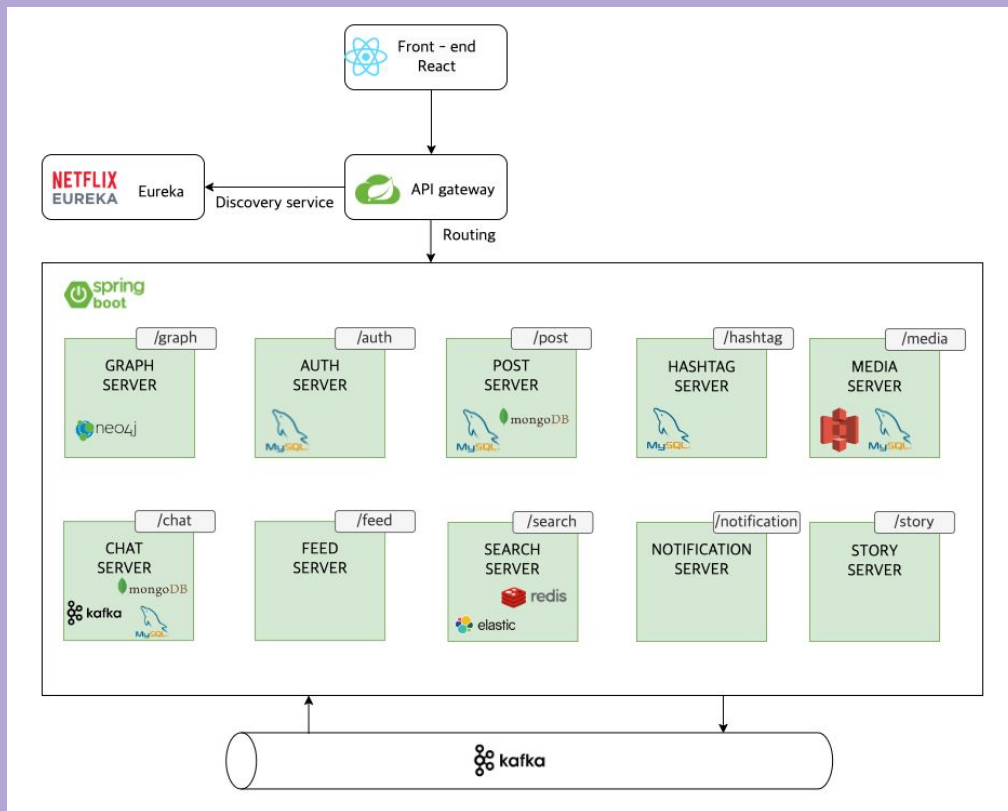 Front - end
React
NETFLIX
EUREKA
Eureka
Discovery service
API gateway
Routing
spring
boot
/graph
GRAPH
SERVER
neo4j
/auth
AUTH
SERVER
MySQL
/post
POST
SERVER
MySQL
mongoDB
/hashtag
HASHTAG
SERVER
MySQL
/media
MEDIA
SERVER
MySQL
/chat
CHAT
SERVER
mongoDB
kafka
MySQL
/feed
FEED
SERVER
/search
SEARCH
SERVER
redis
elastic
/notification
NOTIFICATION
SERVER
/story
STORY
SERVER
kafka